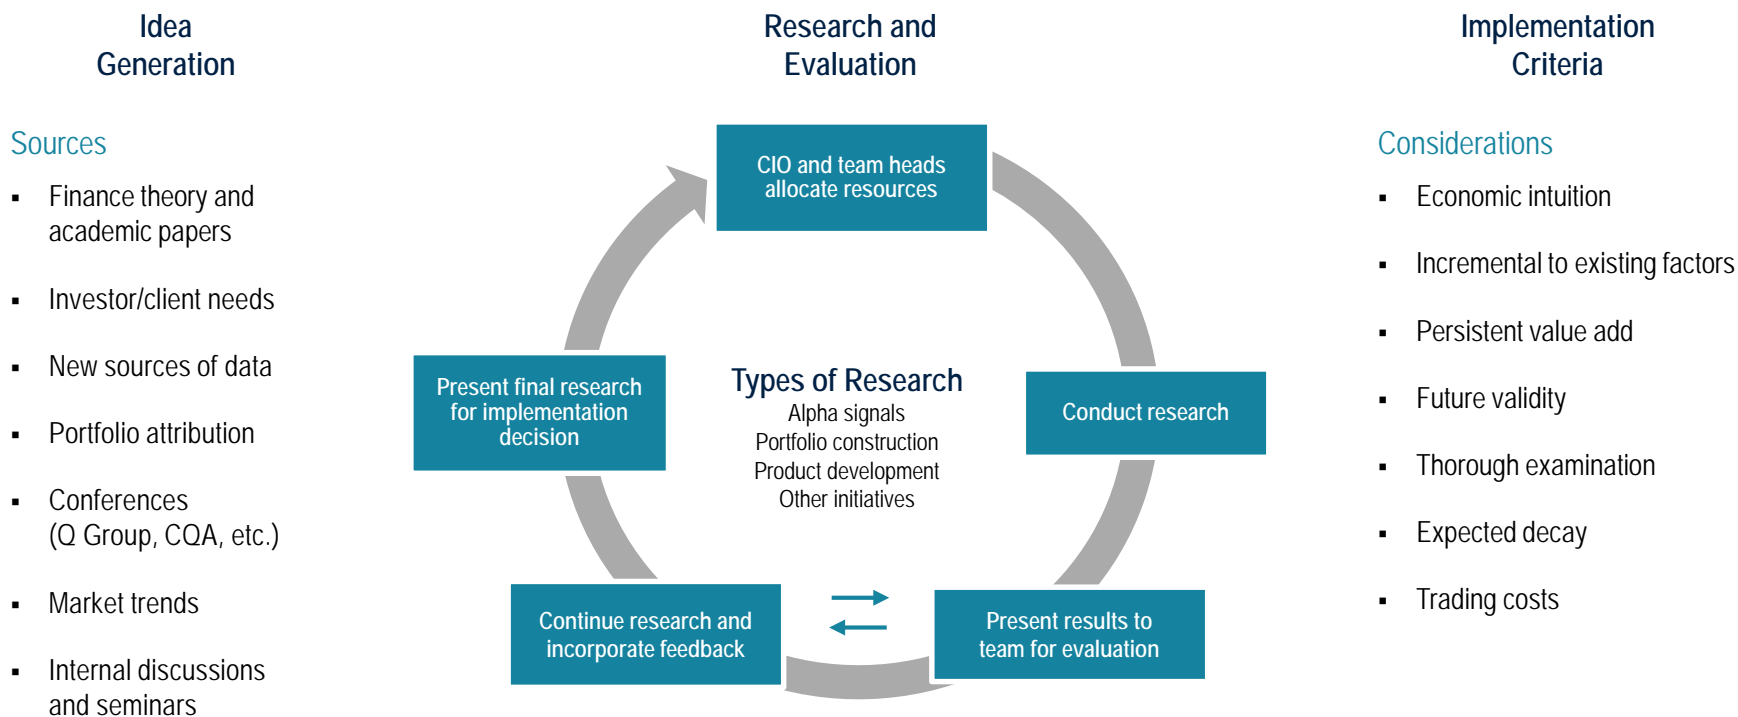 Idea
Generation
Sources
▪ Finance theory and
academic papers
▪ Investor/client needs
▪ New sources of data
▪ Portfolio attribution
▪ Conferences
(Q Group, CQA, etc.)
▪ Market trends
▪ Internal discussions
and seminars
Research and
Evaluation
CIO and team heads
allocate resources
Conduct research
Present results to
team for evaluation
Continue research and
incorporate feedback
Present final research
for implementation
decision
Types of Research
Alpha signals
Portfolio construction
Product development
Other initiatives
Implementation
Criteria
Considerations
▪ Economic intuition
▪ Incremental to existing factors
▪ Persistent value add
▪ Future validity
▪ Thorough examination
▪ Expected decay
▪ Trading costs